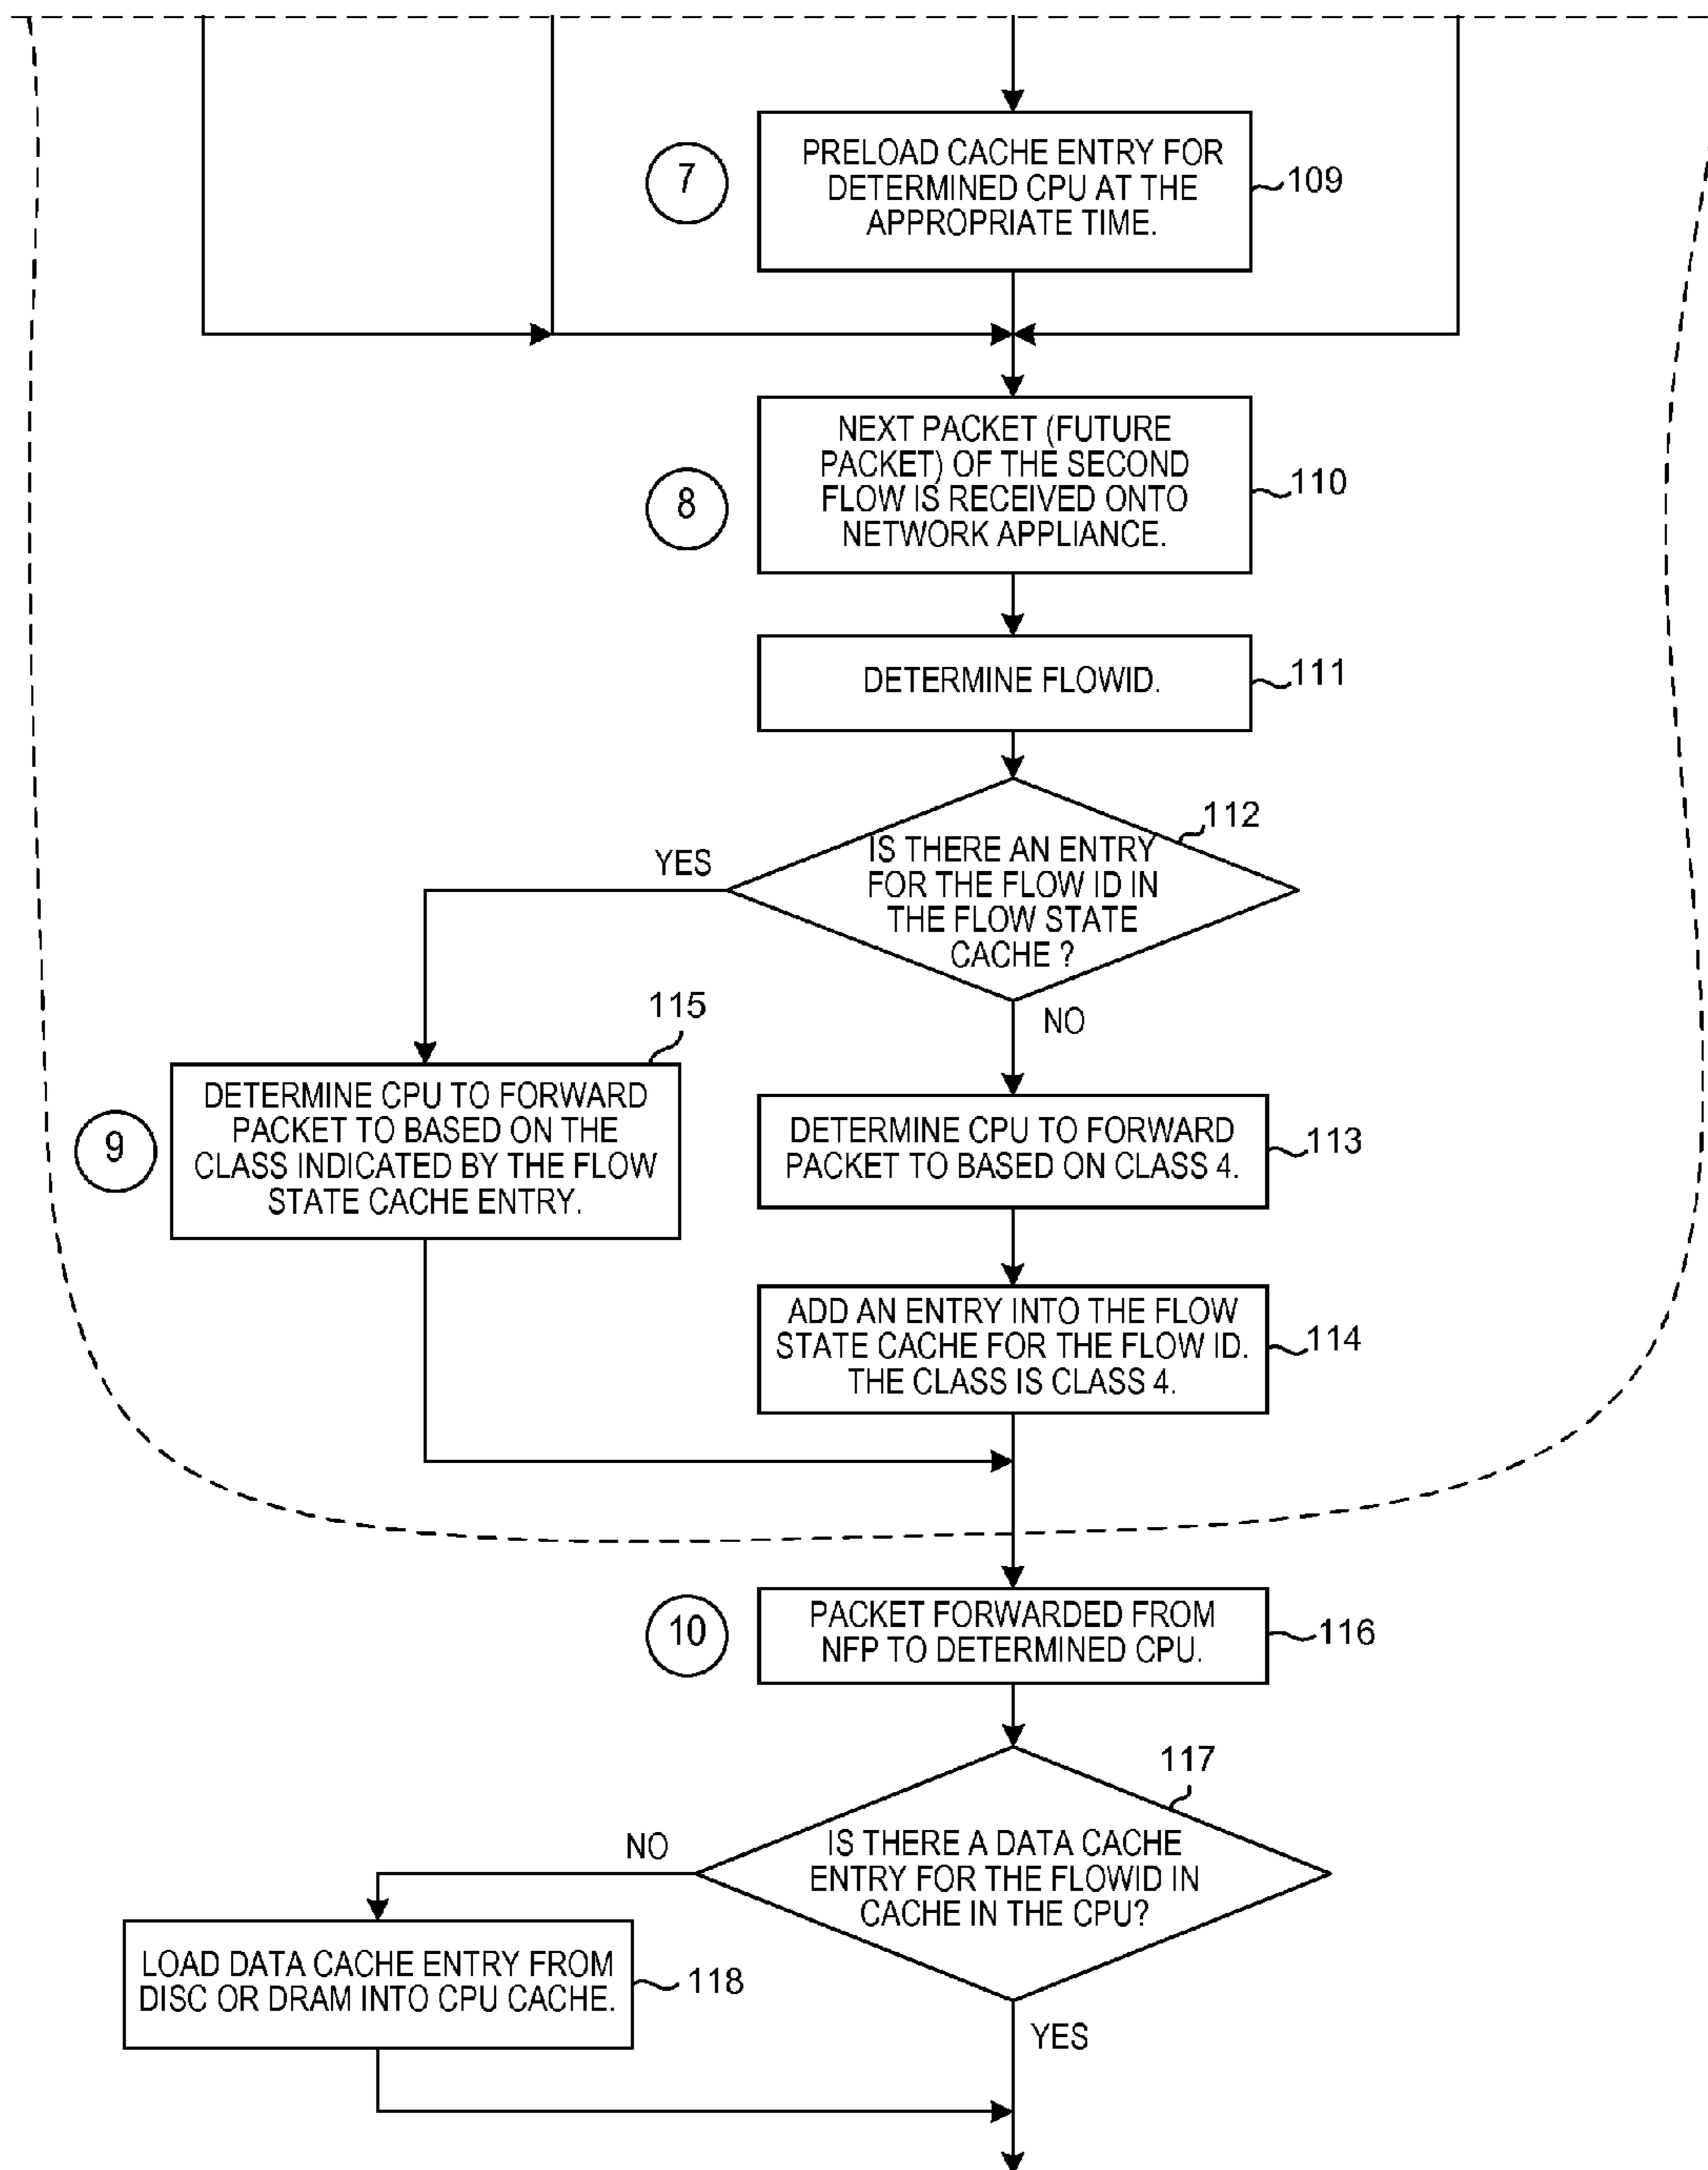 7
PRELOAD CACHE ENTRY FOR
DETERMINED CPU AT THE
APPROPRIATE TIME.
109
8
NEXT PACKET (FUTURE
PACKET) OF THE SECOND
FLOW IS RECEIVED ONTO
NETWORK APPLIANCE.
110
DETERMINE FLOWID.
111
112
IS THERE AN ENTRY
FOR THE FLOW ID IN
THE FLOW STATE
CACHE ?
YES
NO
115
9
DETERMINE CPU TO FORWARD
PACKET TO BASED ON THE
CLASS INDICATED BY THE FLOW
STATE CACHE ENTRY.
DETERMINE CPU TO FORWARD
PACKET TO BASED ON CLASS 4.
113
ADD AN ENTRY INTO THE FLOW
STATE CACHE FOR THE FLOW ID.
THE CLASS IS CLASS 4.
114
10
PACKET FORWARDED FROM
NFP TO DETERMINED CPU.
116
117
IS THERE A DATA CACHE
ENTRY FOR THE FLOWID IN
CACHE IN THE CPU?
NO
LOAD DATA CACHE ENTRY FROM
DISC OR DRAM INTO CPU CACHE.
118
YES